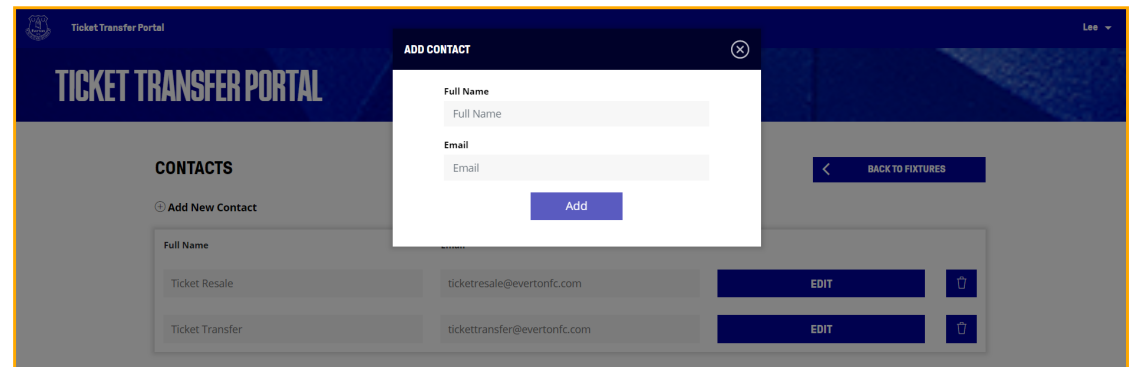 Ticket Transfer Portal
Lee
TICKET TRANSFER PORTAL
ADD CONTACT
Full Name
Full Name
Email
Email
Add
CONTACTS
BACK TO FIXTURES
Add New Contact
Full Name
Email
Ticket Resale
ticketresale@evertonfc.com
EDIT
Ticket Transfer
tickettransfer@evertonfc.com
EDIT